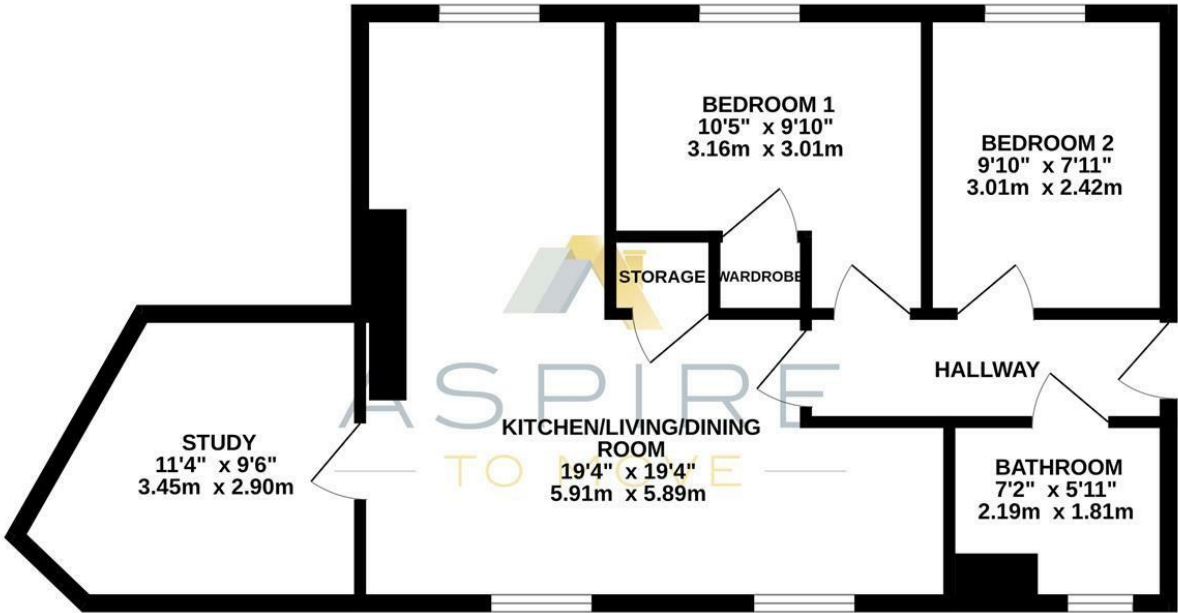 BEDROOM 1
10'5" x 9'10"
3.16m x 3.01m
BEDROOM 2
9'10" x 7'11"
3.01m x 2.42m
STORAGE
WARDROBE
HALLWAY
ASPIRE
TO MOVE
KITCHEN/LIVING/DINING
ROOM
19'4" x 19'4"
5.91m x 5.89m
STUDY
11'4" x 9'6"
3.45m x 2.90m
BATHROOM
7'2" x 5'11"
2.19m x 1.81m